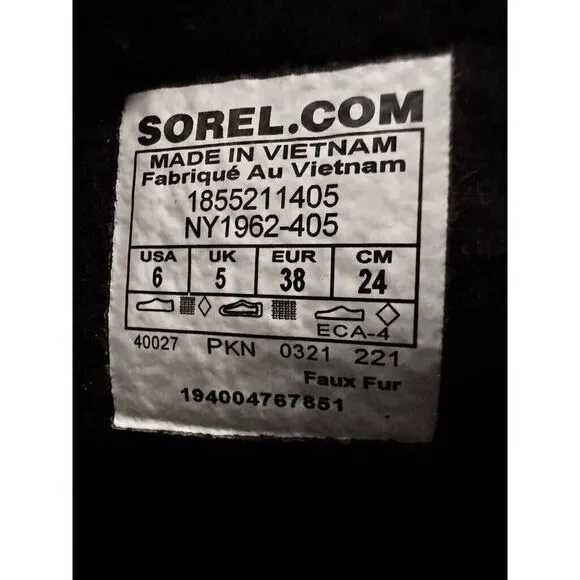 SOREL.COM
MADE IN VIETNAM
Fabriqué Au Vietnam
1855211405
NY1962-405
USA UK EUR CM
6 5 38 24
ECA-4
40027 PKN 0321 221
Faux Fur
194004767851